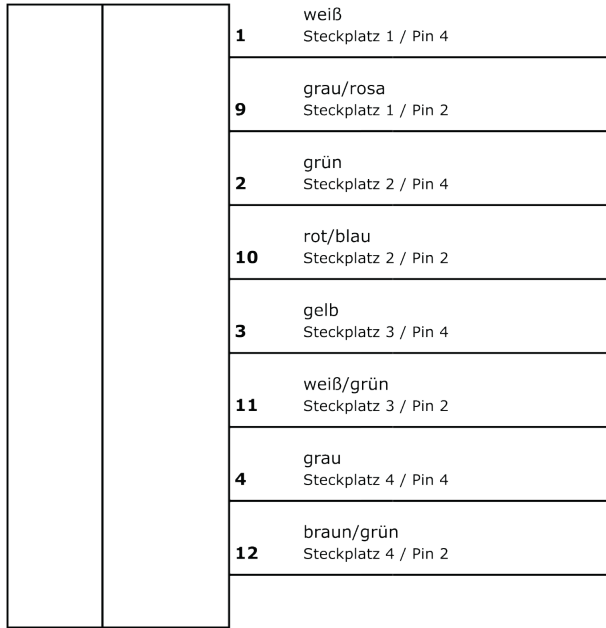 weiß
1 Steckplatz 1 / Pin 4
grau/rosa
9 Steckplatz 1 / Pin 2
grün
2 Steckplatz 2 / Pin 4
rot/blau
10 Steckplatz 2 / Pin 2
gelb
3 Steckplatz 3 / Pin 4
weiß/grün
11 Steckplatz 3 / Pin 2
grau
4 Steckplatz 4 / Pin 4
braun/grün
12 Steckplatz 4 / Pin 2